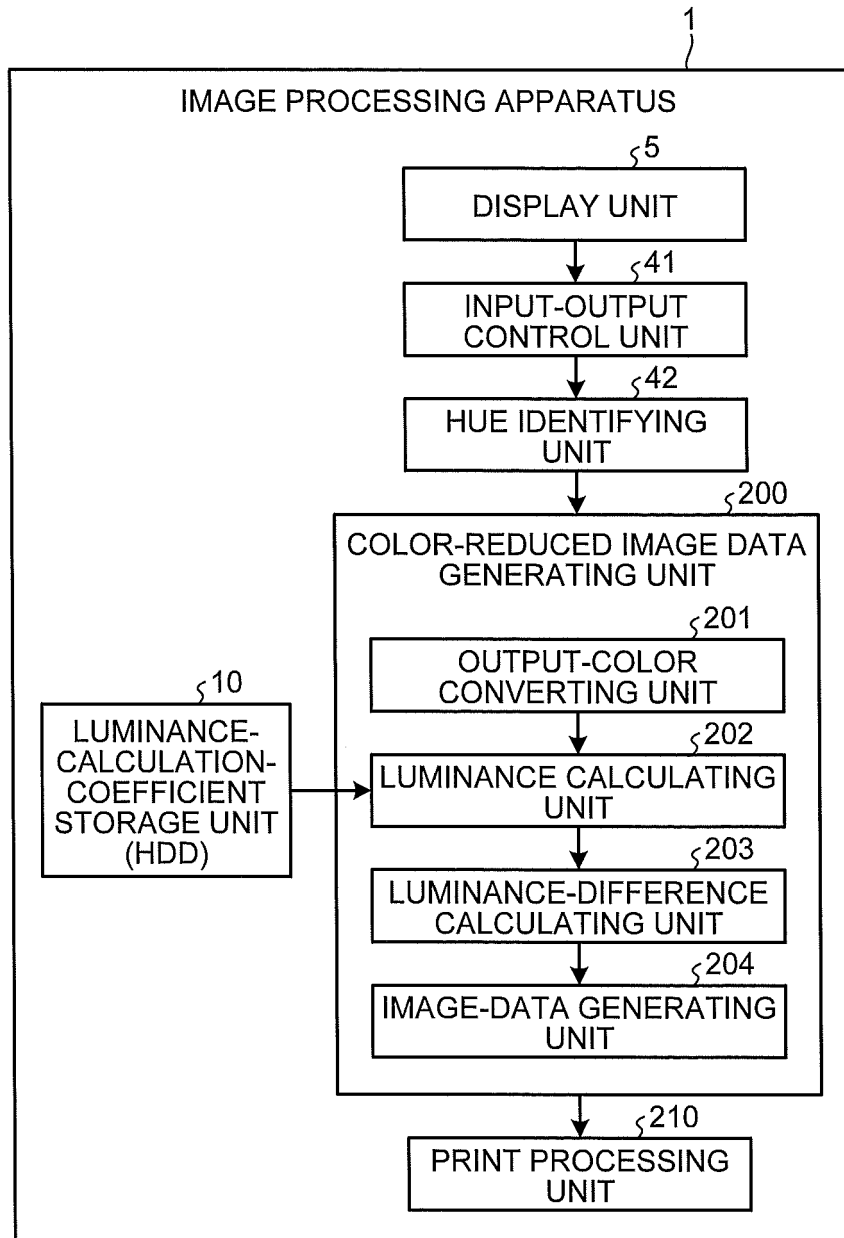 1
IMAGE PROCESSING APPARATUS
5
DISPLAY UNIT
41
INPUT-OUTPUT
CONTROL UNIT
42
HUE IDENTIFYING
UNIT
200
COLOR-REDUCED IMAGE DATA
GENERATING UNIT
201
OUTPUT-COLOR
CONVERTING UNIT
10
LUMINANCE-
CALCULATION-
COEFFICIENT
STORAGE UNIT
(HDD)
202
LUMINANCE CALCULATING
UNIT
203
LUMINANCE-DIFFERENCE
CALCULATING UNIT
204
IMAGE-DATA GENERATING
UNIT
210
PRINT PROCESSING
UNIT